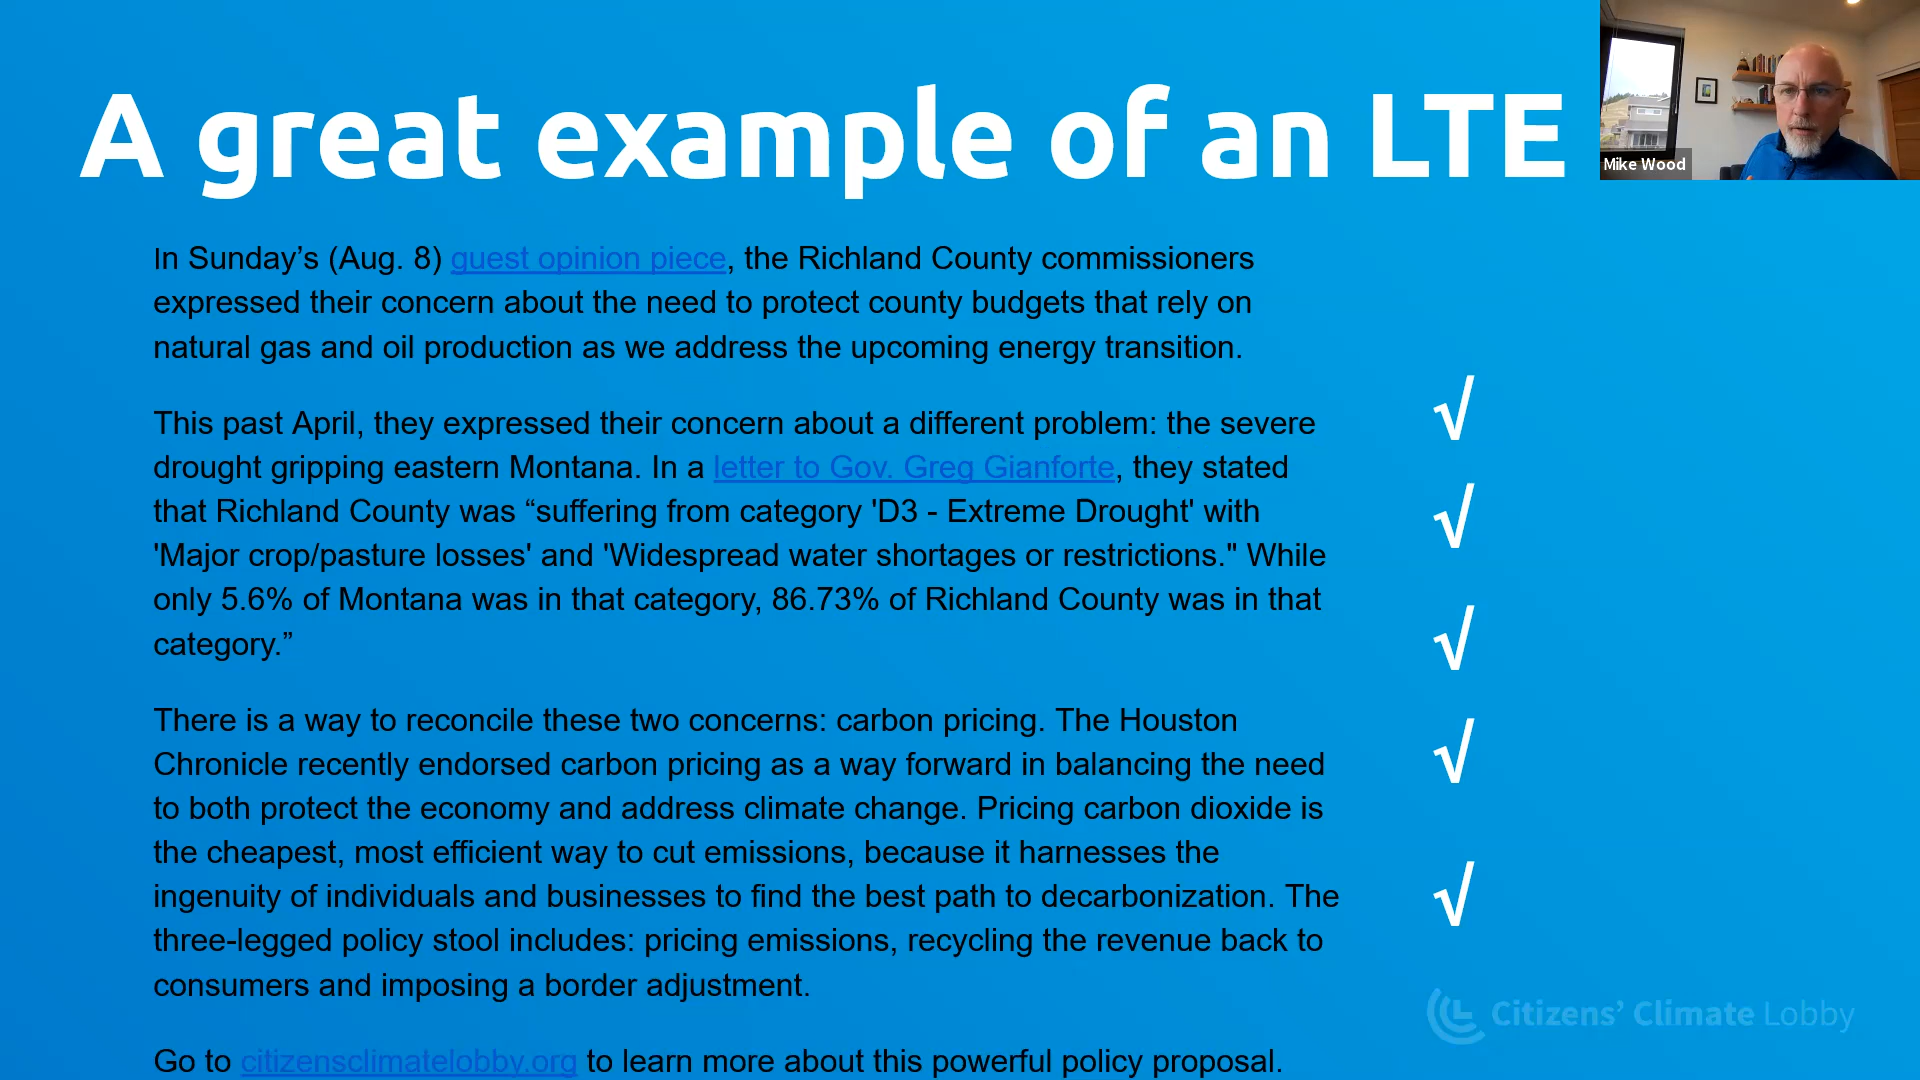 A great example of an LTE
Mike Wood
In Sunday’s (Aug. 8) guest opinion piece, the Richland County commissioners
expressed their concern about the need to protect county budgets that rely on
natural gas and oil production as we address the upcoming energy transition.
This past April, they expressed their concern about a different problem: the severe
drought gripping eastern Montana. In a letter to Gov. Greg Gianforte, they stated
that Richland County was “suffering from category 'D3 - Extreme Drought' with
'Major crop/pasture losses' and 'Widespread water shortages or restrictions." While
only 5.6% of Montana was in that category, 86.73% of Richland County was in that
category.”
There is a way to reconcile these two concerns: carbon pricing. The Houston
Chronicle recently endorsed carbon pricing as a way forward in balancing the need
to both protect the economy and address climate change. Pricing carbon dioxide is
the cheapest, most efficient way to cut emissions, because it harnesses the
ingenuity of individuals and businesses to find the best path to decarbonization. The
three-legged policy stool includes: pricing emissions, recycling the revenue back to
consumers and imposing a border adjustment.
Go to citizensclimatelobby.org to learn more about this powerful policy proposal.
√
√
√
√
√
Citizens’ Climate Lobby